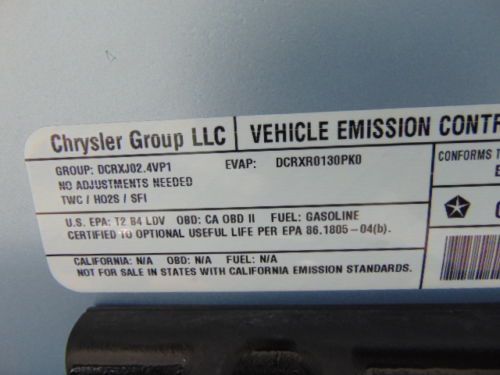 Chrysler Group LLC VEHICLE EMISSION CONTR
GROUP: DCRXJ02.4VP1 EVAP: DCRXR0130PK0
NO ADJUSTMENTS NEEDED
TWC / HO2S / SFI
CONFORMS T
U.S. EPA: T2 B4 LDV OBD: CA OBD II FUEL: GASOLINE
CERTIFIED TO OPTIONAL USEFUL LIFE PER EPA 86.1805-04(b).
CALIFORNIA: N/A OBD: N/A FUEL: N/A
NOT FOR SALE IN STATES WITH CALIFORNIA EMISSION STANDARDS.